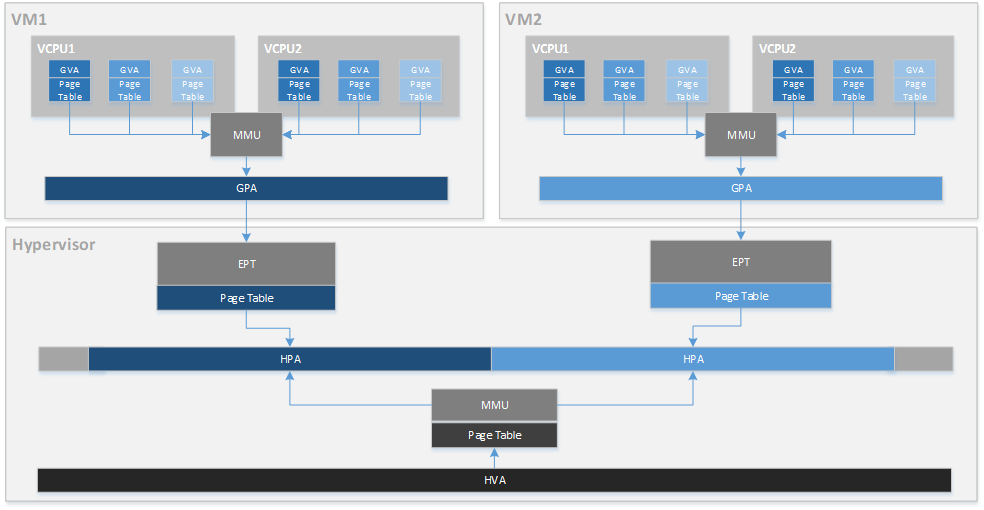 VM1
VM2
VCPU1
VCPU2
VCPU1
VCPU2
GVA
GVA
GVA
GVA
GVA
GVA
GVA
GVA
GVA
GVA
GVA
GVA
Page
Page
Page
Page
Page
Page
Page
Page
Page
Page
Page
Page
Table
Table
Table
Table
Table
Table
Table
Table
Table
Table
Table
Table
MMU
MMU
GPA
GPA
Hypervisor
EPT
EPT
Page Table
Page Table
HPA
HPA
MMU
Page Table
HVA